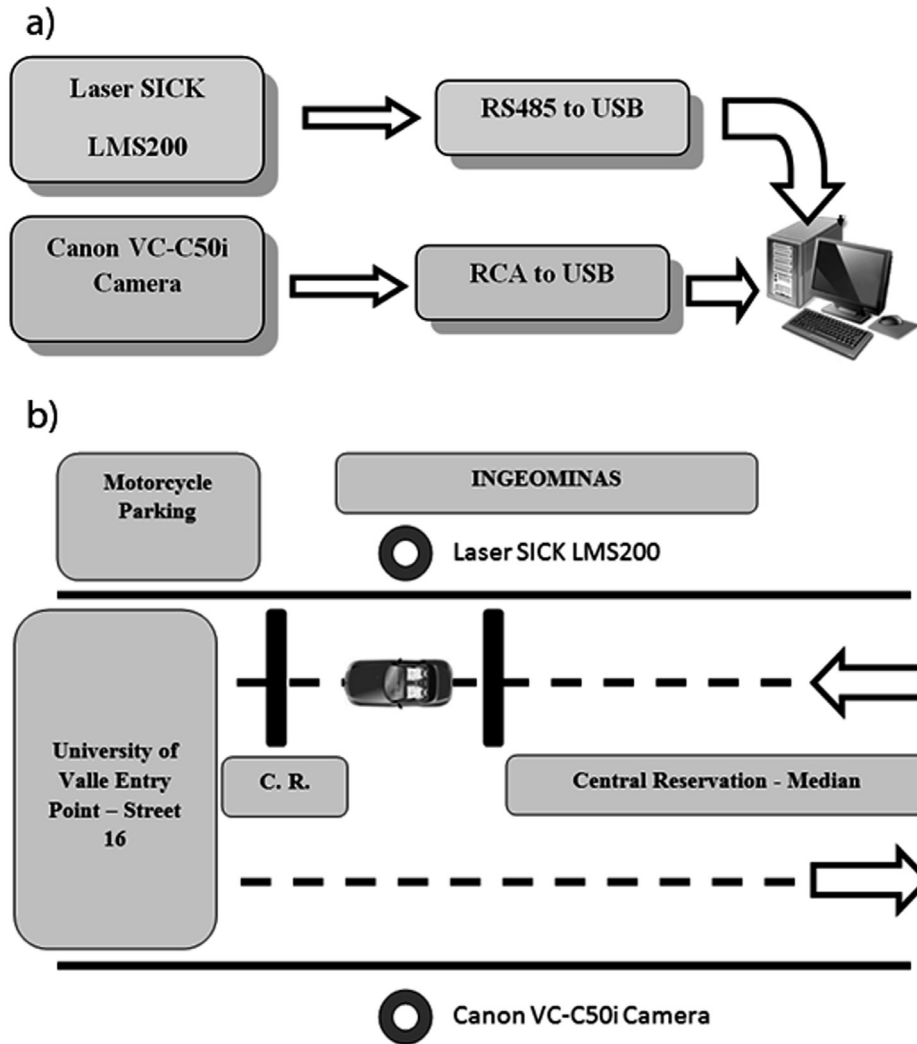 a)
Laser SICK
LMS200
RS485 to USB
Canon VC-C50i
Camera
RCA to USB
b)
Motorcycle
Parking
INGEOMINAS
Laser SICK LMS200
University of
Valle Entry
Point – Street
16
C. R.
Central Reservation - Median
Canon VC-C50i Camera